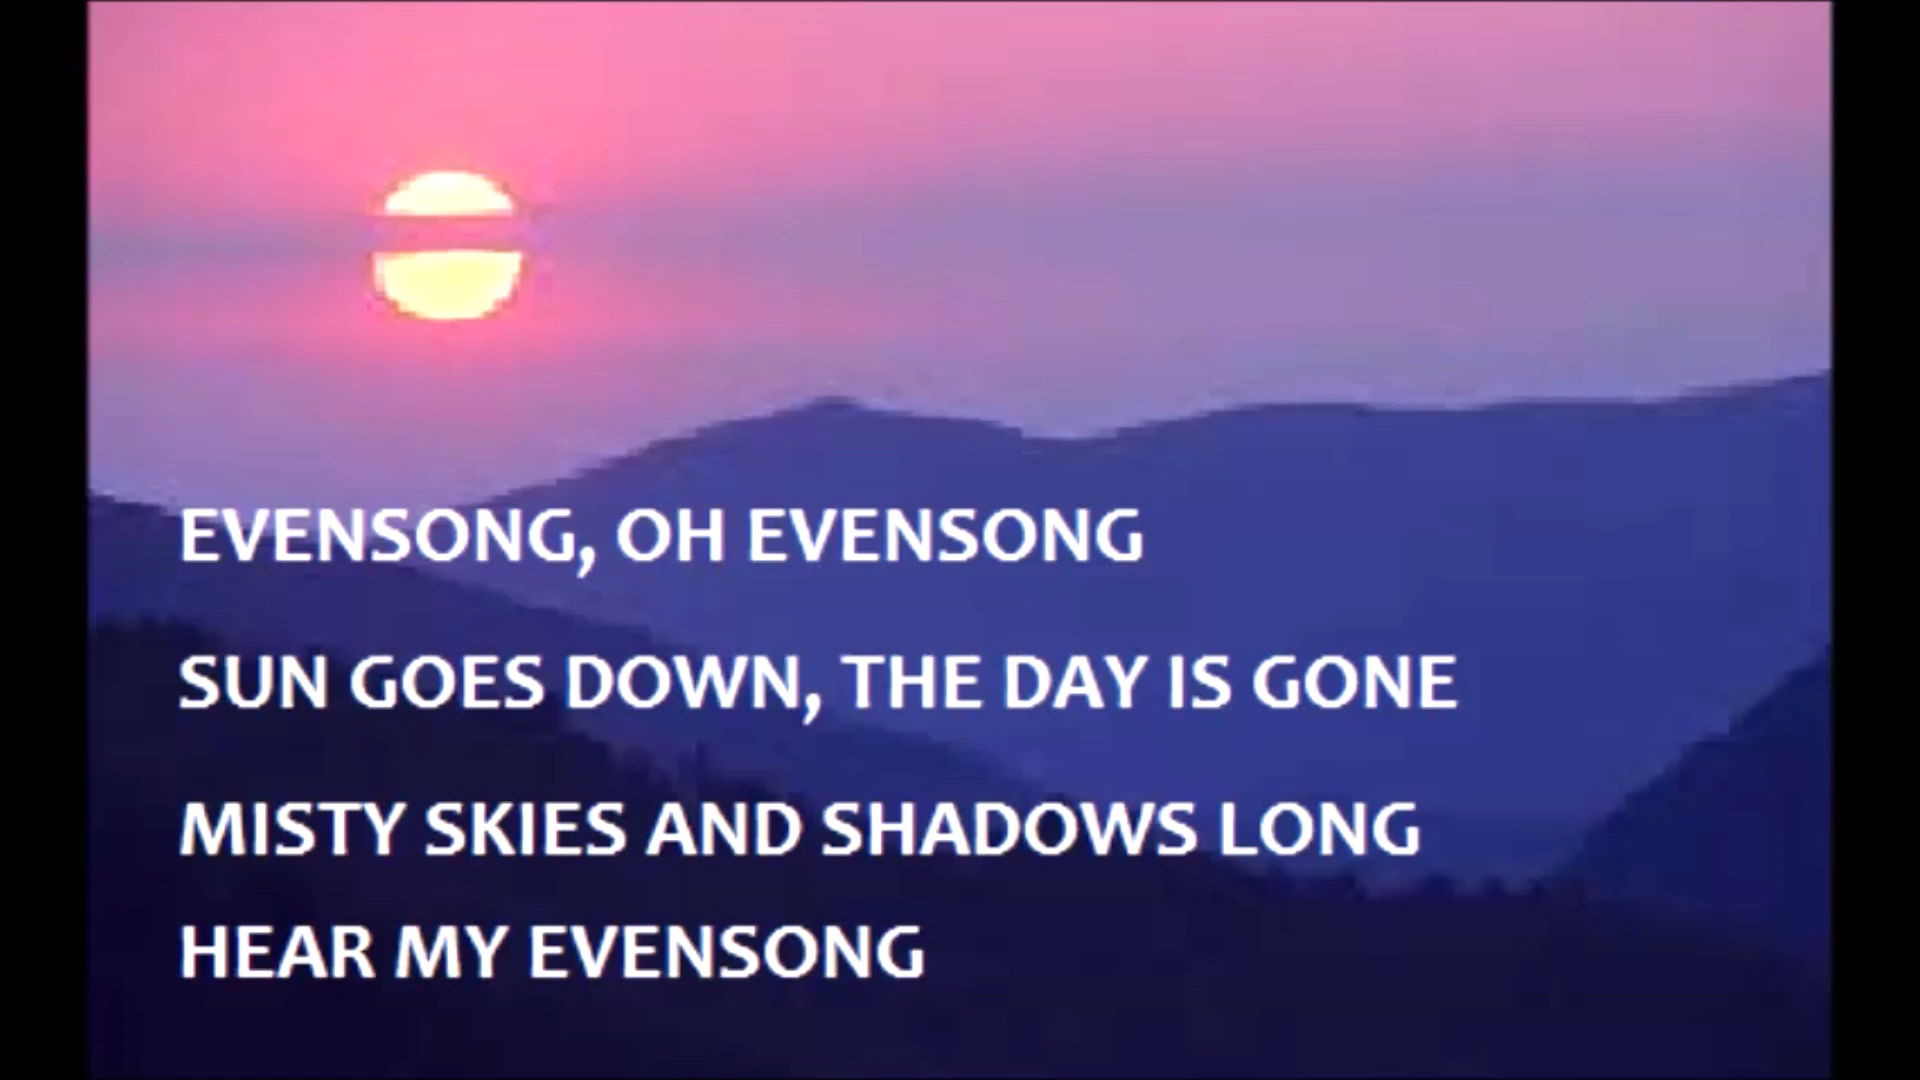 EVENSONG, OH EVENSONG
SUN GOES DOWN, THE DAY IS GONE
MISTY SKIES AND SHADOWS LONG
HEAR MY EVENSONG